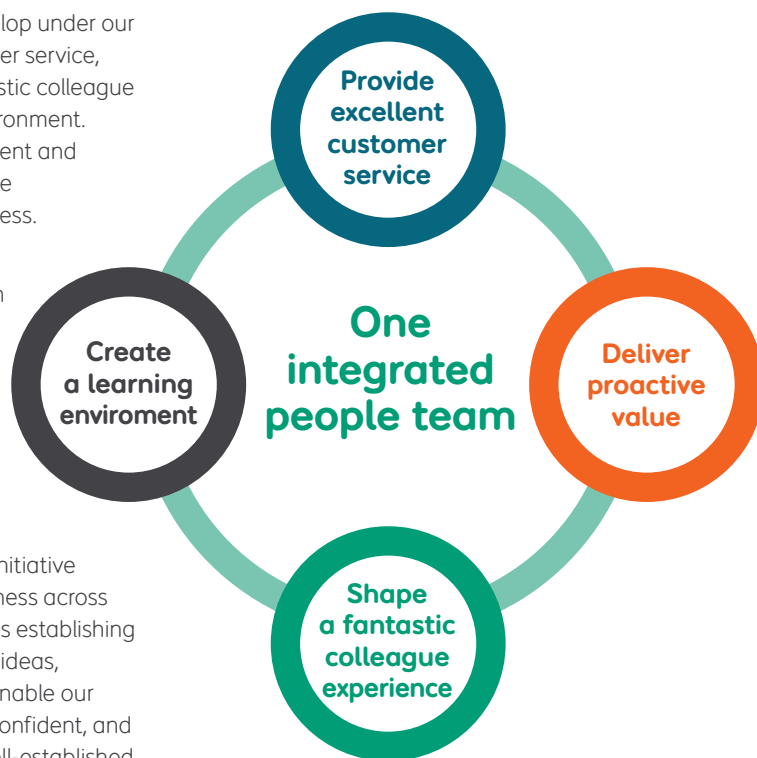 lop under our
er service,
stic colleague
ronment.
ent and
e
ess.
n
nitiative
ness across
s establishing
ideas,
nable our
onfident, and
ll-established
Provide
excellent
customer
service
Create
a learning
enviroment
One
integrated
people team
Deliver
proactive
value
Shape
a fantastic
colleague
experience